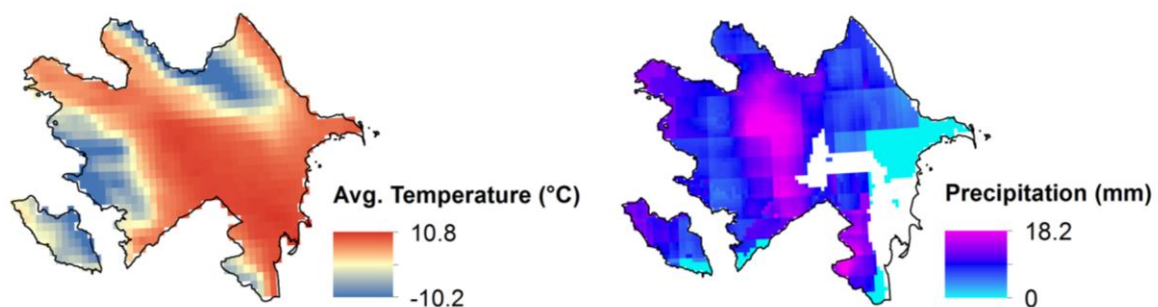 Avg. Temperature (°C)
10.8
-10.2
Precipitation (mm)
18.2
0